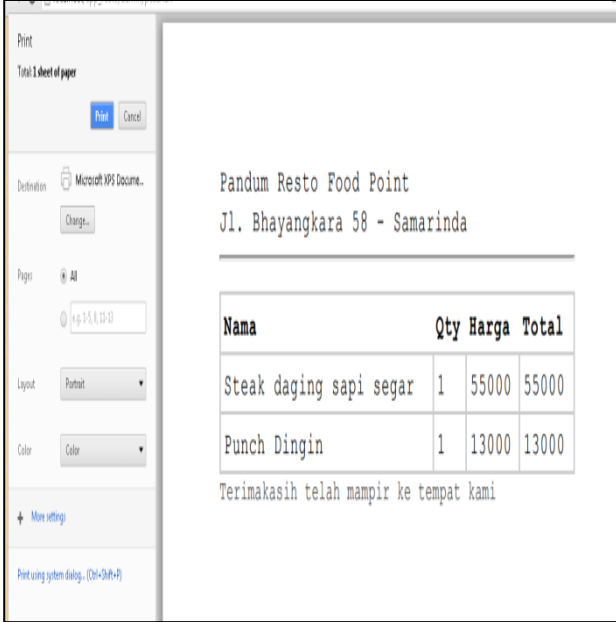 Print
Total: 1 sheet of paper
Print Cancel
Destination Microsoft XPS Docume...
Change...
Pages All
e.g. 1-5, 8, 11-13
Layout Portrait
Color Color
+ More settings
Print using system dialog... (Ctrl+Shift+P)
Pandum Resto Food Point
Jl. Bhayangkara 58 - Samarinda
Nama Qty Harga Total
Steak daging sapi segar 1 55000 55000
Punch Dingin 1 13000 13000
Terimakasih telah mampir ke tempat kami